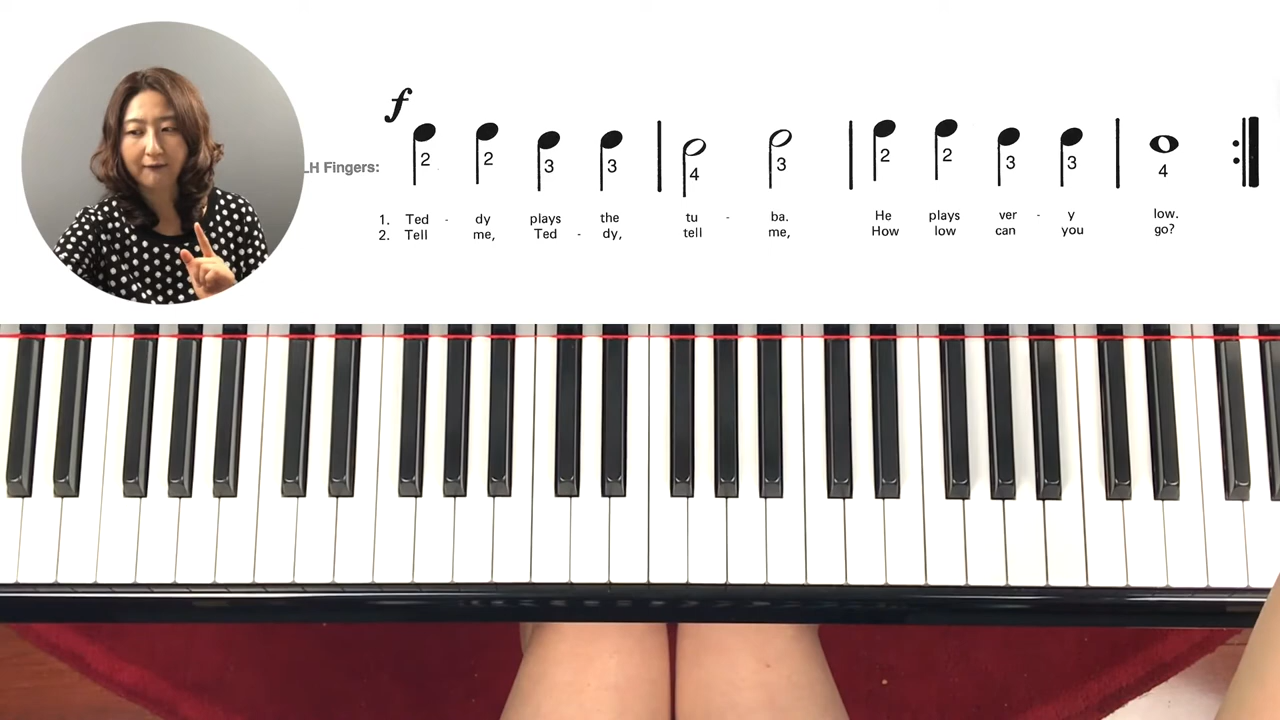 f
LH Fingers: 2 2 3 3 4 3 2 2 3 3 4
1. Ted - dy plays the tu - ba. He plays ver - y low.
2. Tell me, Ted - dy, tell me, How low can you go?